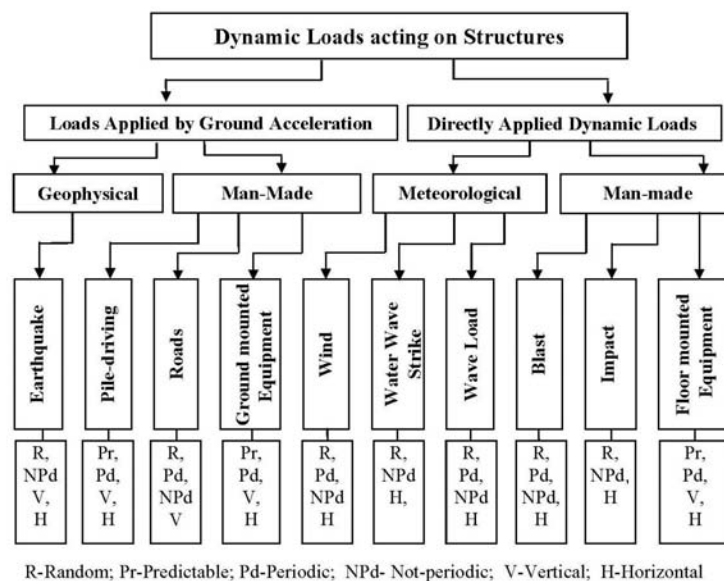 Dynamic Loads acting on Structures
Loads Applied by Ground Acceleration
Directly Applied Dynamic Loads
Geophysical
Man-Made
Meteorological
Man-made
Earthquake
Pile-driving
Roads
Ground mounted
Equipment
Wind
Water Wave
Strike
Wave Load
Blast
Impact
Floor mounted
Equipment
R,
NPd
V,
H
Pr,
Pd,
V,
H
R,
Pd,
NPd
V
Pr,
Pd,
V,
H
R,
Pd,
NPd
H
R,
NPd
H,
R,
Pd,
NPd
H
R,
Pd,
NPd,
H
R,
NPd,
H
Pr,
Pd,
V,
H
R-Random; Pr-Predictable; Pd-Periodic; NPd- Not-periodic; V-Vertical; H-Horizontal